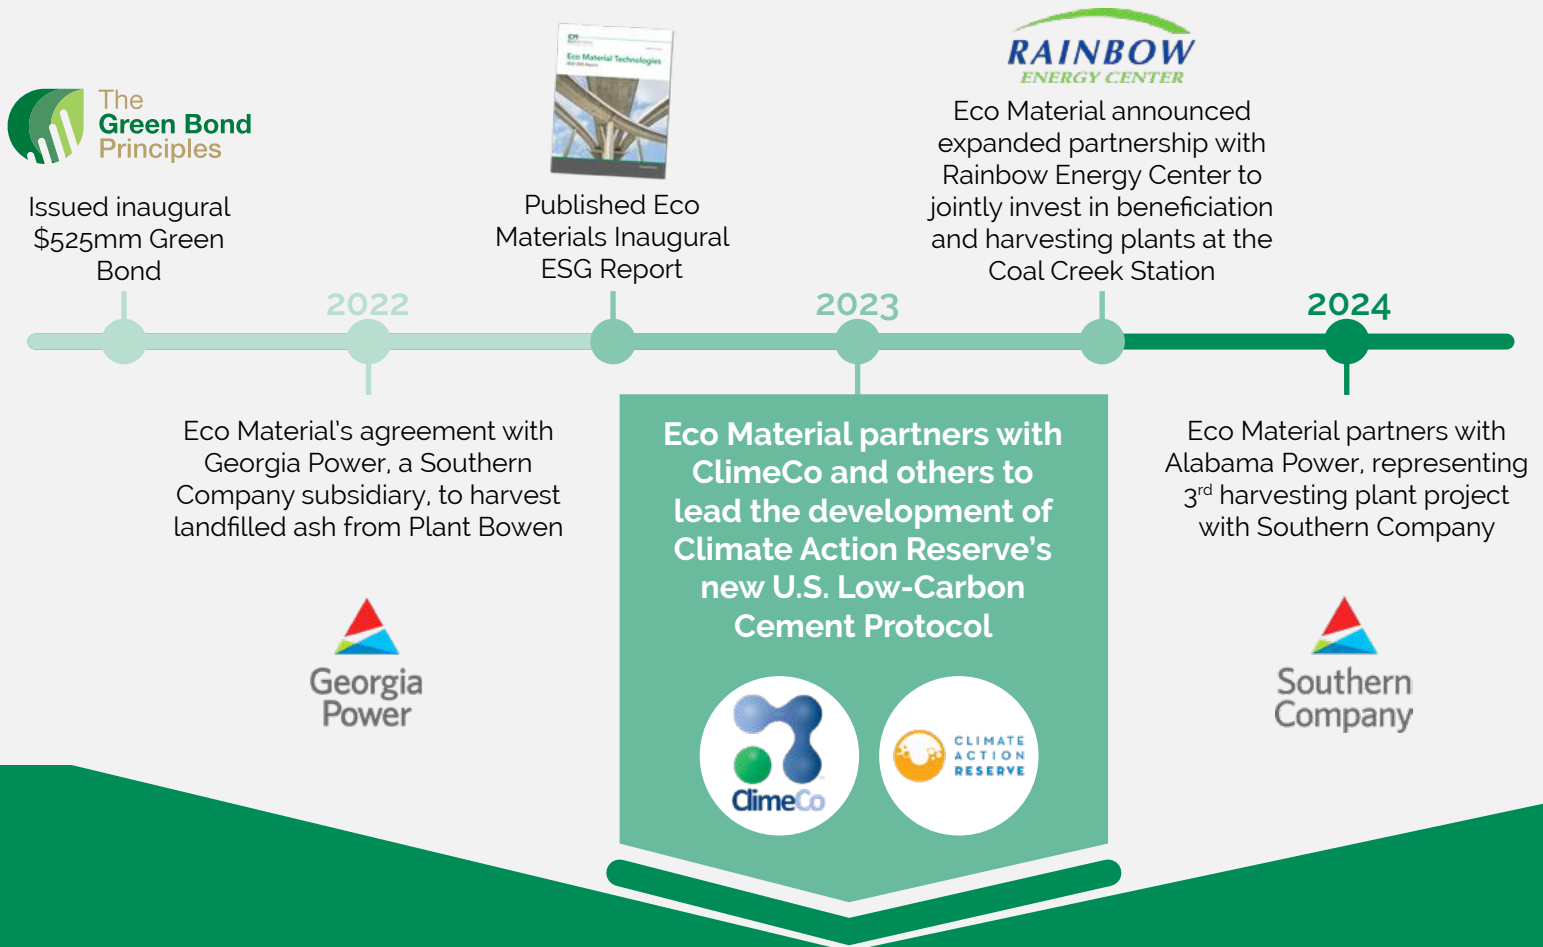 The
Green Bond
Principles
Issued inaugural
$525mm Green
Bond
2022
Eco Material's agreement with
Georgia Power, a Southern
Company subsidiary, to harvest
landfilled ash from Plant Bowen
Georgia
Power
Eco Material Technologies
Published Eco
Materials Inaugural
ESG Report
2023
Eco Material partners with
ClimeCo and others to
lead the development of
Climate Action Reserve's
new U.S. Low-Carbon
Cement Protocol
ClimeCo
CLIMATE
ACTION
RESERVE
RAINBOW
ENERGY CENTER
Eco Material announced
expanded partnership with
Rainbow Energy Center to
jointly invest in beneficiation
and harvesting plants at the
Coal Creek Station
2024
Eco Material partners with
Alabama Power, representing
3rd harvesting plant project
with Southern Company
Southern
Company